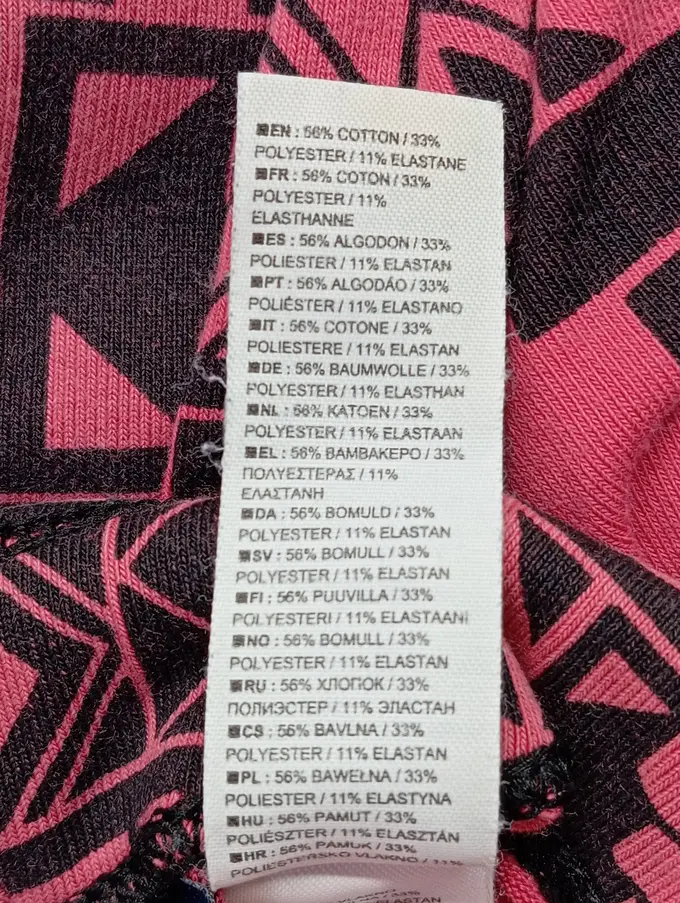 EN : 56% COTTON / 33%
POLYESTER / 11% ELASTANE
FR : 56% COTON / 33%
POLYESTER / 11%
ELASTHANNE
ES : 56% ALGODON / 33%
POLIESTER / 11% ELASTAN
PT : 56% ALGODÃO / 33%
POLIÉSTER / 11% ELASTANO
IT : 56% COTONE / 33%
POLIESTERE / 11% ELASTAN
DE : 56% BAUMWOLLE / 33%
POLYESTER / 11% ELASTHAN
NL : 56% KATOEN / 33%
POLYESTER / 11% ELASTAAN
EL : 56% ΒΑΜΒΑΚΕΡΟ / 33%
ΠΟΛΥΕΣΤΕΡΑΣ / 11%
ΕΛΑΣΤΑΝΗ
DA : 56% BOMULD / 33%
POLYESTER / 11% ELASTAN
SV : 56% BOMULL / 33%
POLYESTER / 11% ELASTAN
FI : 56% PUUVILLA / 33%
POLYESTERI / 11% ELASTAANI
NO : 56% BOMULL / 33%
POLYESTER / 11% ELASTAN
RU : 56% ХЛОПОК / 33%
ПОЛИЭСТЕР / 11% ЭЛАСТАН
CS : 56% BAVLNA / 33%
POLYESTER / 11% ELASTAN
PL : 56% BAWEŁNA / 33%
POLIESTER / 11% ELASTYNA
HU : 56% PAMUT / 33%
POLIÉSZTER / 11% ELASZTÁN
HR : 56% PAMUK / 33%
POLIESTERSKO VLAKNO / 11%